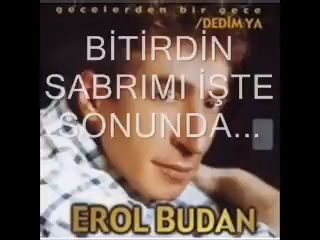 gecelerden bir gece
/DEDİM YA
BİTİRDİN
SABRIMI İŞTE
SONUNDA...
EROL BUDAN